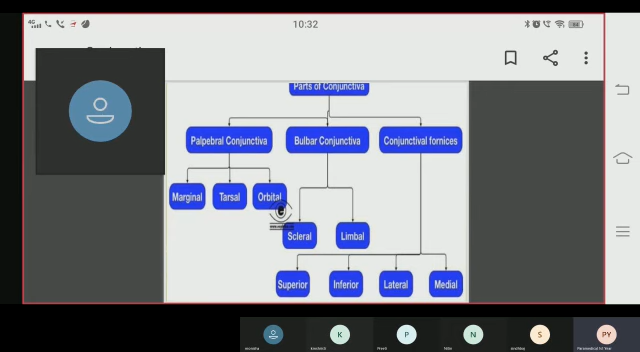 4G
10:32
Parts of Conjunctiva
Palpebral Conjunctiva
Bulbar Conjunctiva
Conjunctival fornices
Marginal
Tarsal
Orbital
Scleral
Limbal
Superior
Inferior
Lateral
Medial
K
P
N
S
PY